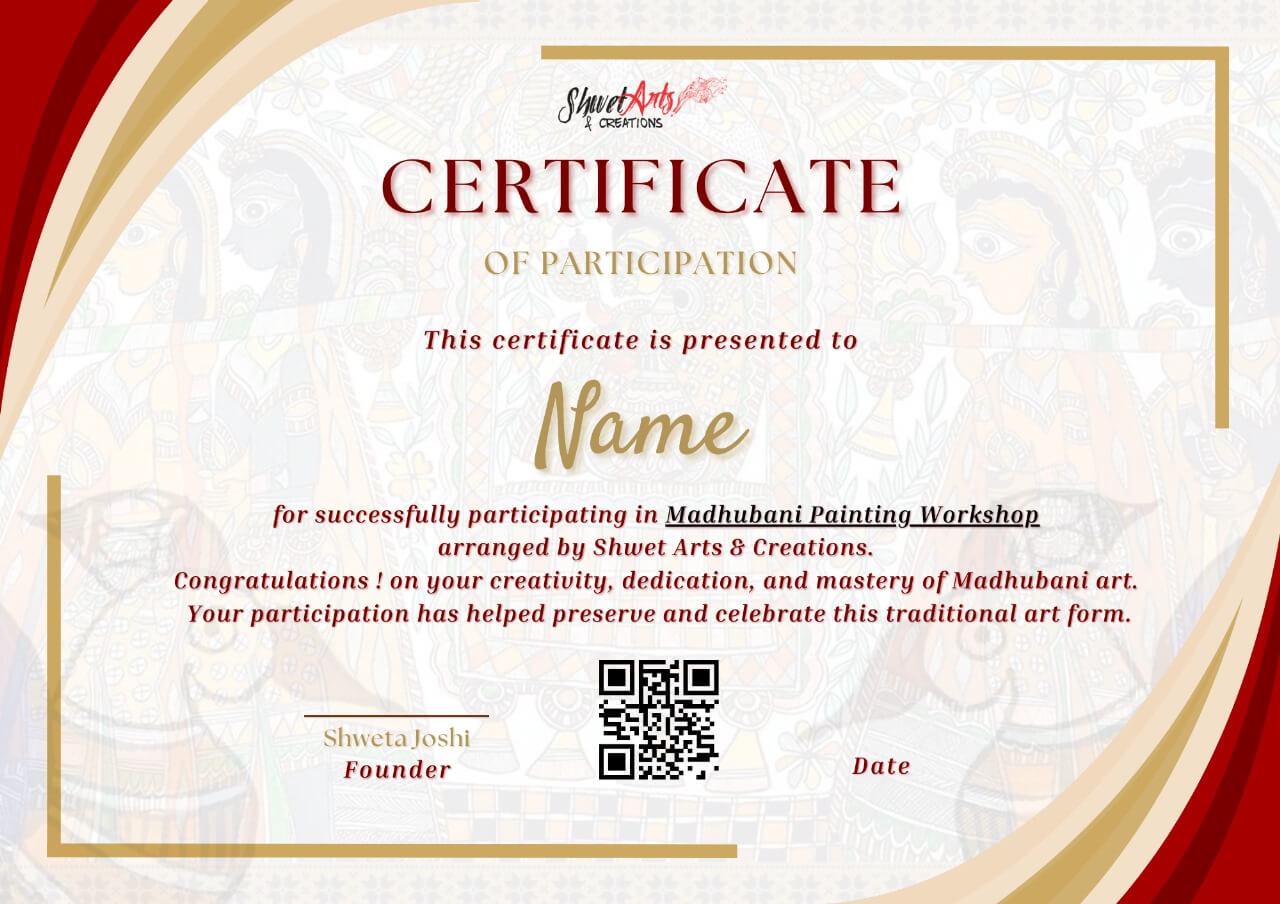 Shwet Arts
& CREATIONS
CERTIFICATE
OF PARTICIPATION
This certificate is presented to
Name
for successfully participating in Madhubani Painting Workshop
arranged by Shwet Arts & Creations.
Congratulations ! on your creativity, dedication, and mastery of Madhubani art.
Your participation has helped preserve and celebrate this traditional art form.
Shweta Joshi
Founder
Date